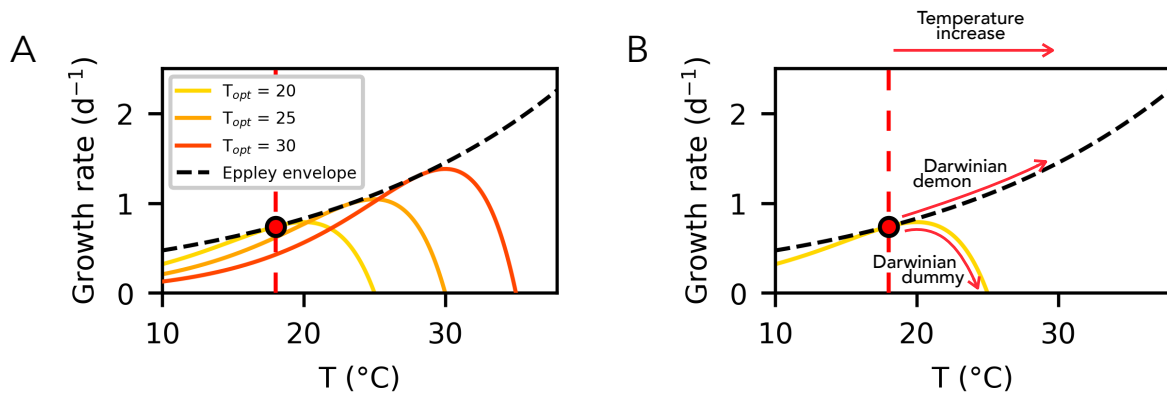 A
Growth rate (d⁻¹)
2
1
0
T_opt = 20
T_opt = 25
T_opt = 30
Eppley envelope
10
20
30
T (°C)
B
Temperature
increase
Growth rate (d⁻¹)
2
1
0
Darwinian
demon
Darwinian
dummy
10
20
30
T (°C)